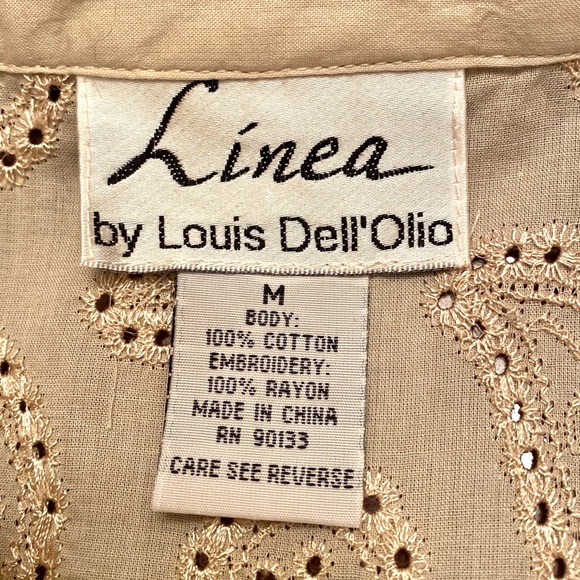 Linea
by Louis Dell'Olio
M
BODY:
100% COTTON
EMBROIDERY:
100% RAYON
MADE IN CHINA
RN 90133
CARE SEE REVERSE